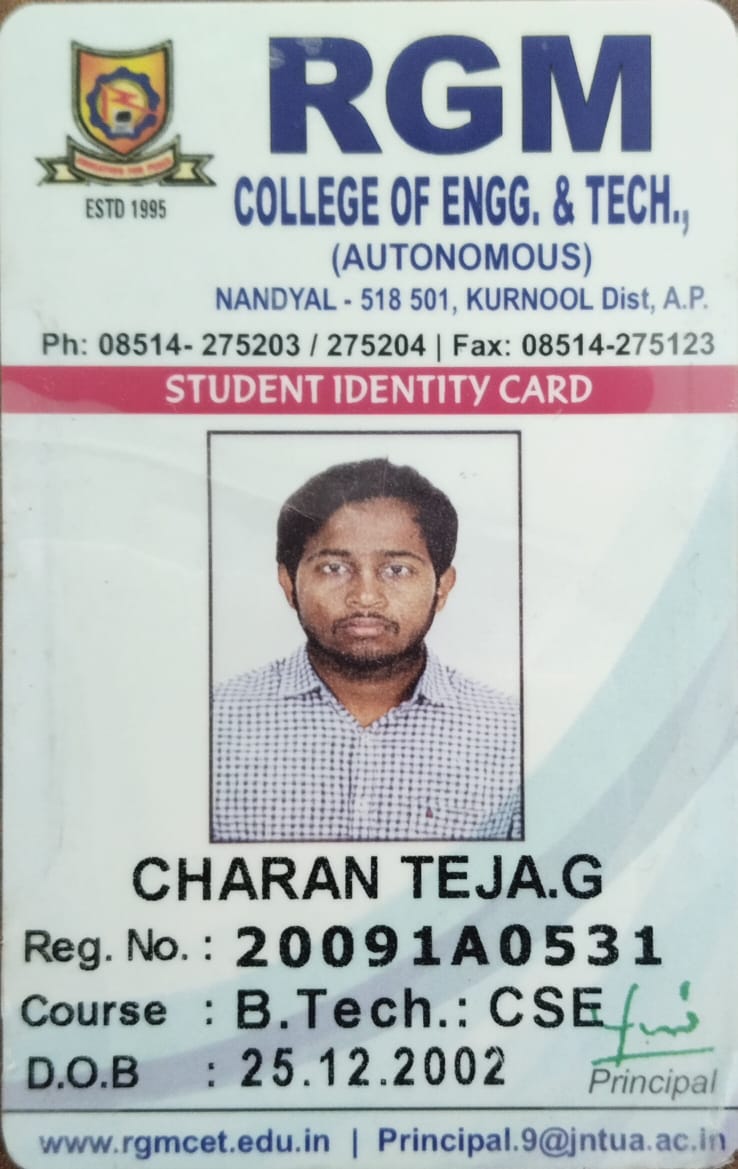 RGM
ESTD 1995
COLLEGE OF ENGG. & TECH.,
(AUTONOMOUS)
NANDYAL - 518 501, KURNOOL Dist, A.P.
Ph: 08514- 275203 / 275204 | Fax: 08514-275123
STUDENT IDENTITY CARD
CHARAN TEJA.G
Reg. No. : 20091A0531
Course : B.Tech.: CSE
D.O.B : 25.12.2002
Principal
www.rgmcet.edu.in | Principal.9@jntua.ac.in